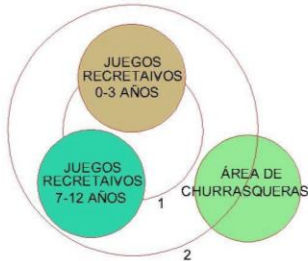 JUEGOS
RECRETAIVOS
0-3 AÑOS
JUEGOS
RECRETAIVOS
7-12 AÑOS
ÁREA DE
CHURRASQUERAS
1
2